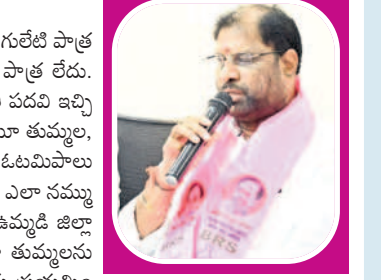 గులేటి పాత్ర
పాత్ర లేదు.
పదవి ఇచ్చి
తుమ్మల,
ఓటమిపాలు
ఎలా నమ్ము
ఉమ్మడి జిల్లా
తుమ్మలను
BRS